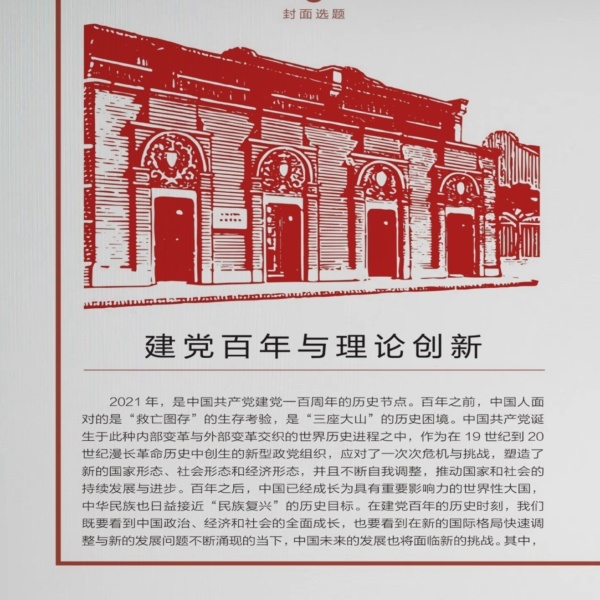 封面选题
建党百年与理论创新
2021年，是中国共产党建党一百周年的历史节点。百年之前，中国人面
对的是“救亡图存”的生存考验，是“三座大山”的历史困境。中国共产党诞
生于此种内部变革与外部变革交织的世界历史进程之中，作为在19世纪到20
世纪漫长革命历史中创生的新型政党组织，应对了一次次危机与挑战，塑造了
新的国家形态、社会形态和经济形态，并且不断自我调整，推动国家和社会的
持续发展与进步。百年之后，中国已经成长为具有重要影响力的世界性大国，
中华民族也日益接近“民族复兴”的历史目标。在建党百年的历史时刻，我们
既要看到中国政治、经济和社会的全面成长，也要看到在新的国际格局快速调
整与新的发展问题不断涌现的当下，中国未来的发展也将面临新的挑战。其中，